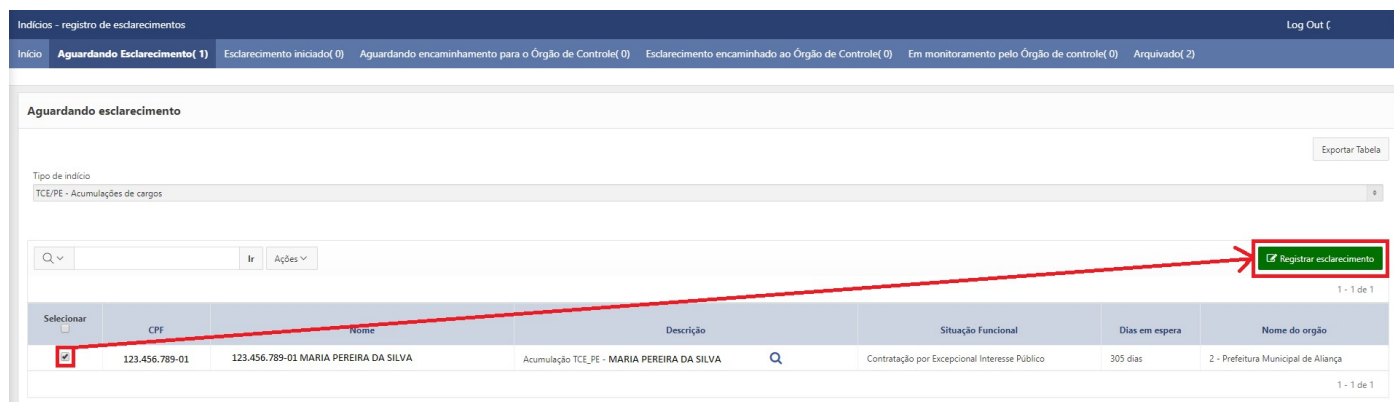 Indícios - registro de esclarecimentos
Log Out (
Início Aguardando Esclarecimento( 1) Esclarecimento iniciado( 0) Aguardando encaminhamento para o Órgão de Controle( 0) Esclarecimento encaminhado ao Órgão de Controle( 0) Em monitoramento pelo Órgão de controle( 0) Arquivado( 2)
Aguardando esclarecimento
Exportar Tabela
Tipo de indício
TCE/PE - Acumulações de cargos
Ir Ações
Registrar esclarecimento
1 - 1 de 1
Selecionar CPF Nome Descrição Situação Funcional Dias em espera Nome do orgão
123.456.789-01 123.456.789-01 MARIA PEREIRA DA SILVA Acumulação TCE_PE - MARIA PEREIRA DA SILVA Contratação por Excepcional Interesse Público 305 dias 2 - Prefeitura Municipal de Aliança
1 - 1 de 1